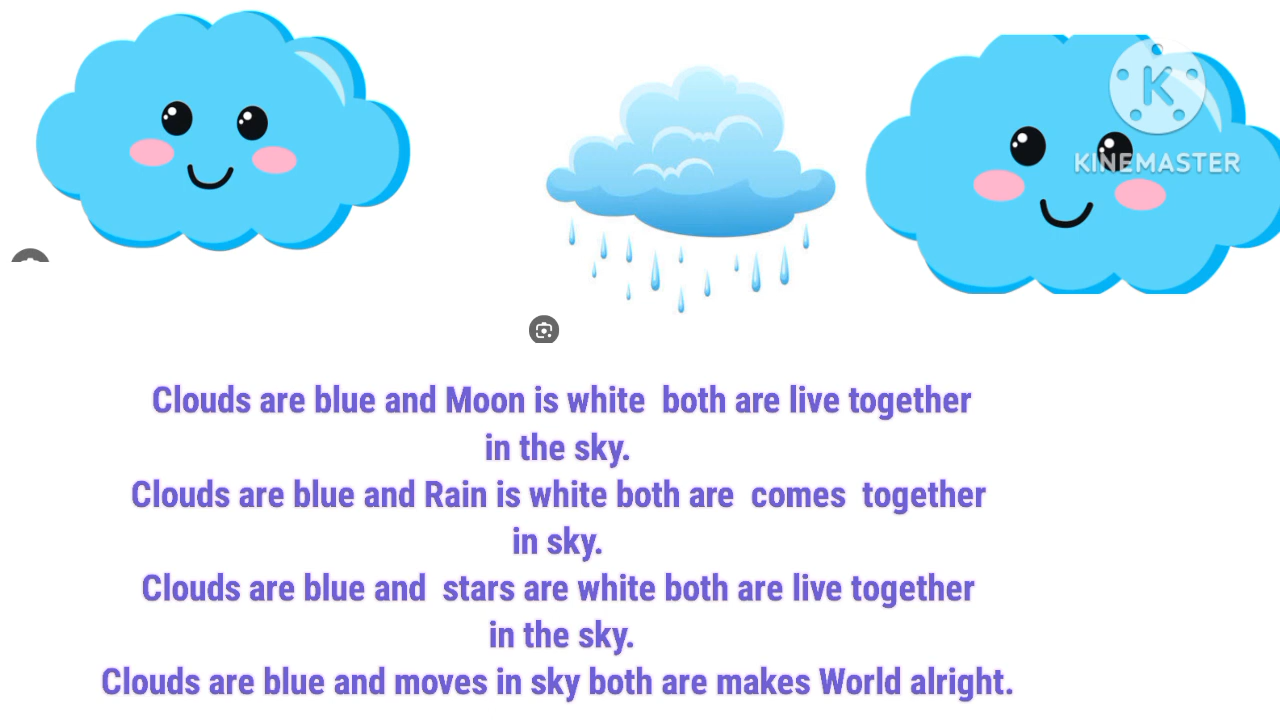 KINEMASTER
Clouds are blue and Moon is white both are live together
in the sky.
Clouds are blue and Rain is white both are comes together
in sky.
Clouds are blue and stars are white both are live together
in the sky.
Clouds are blue and moves in sky both are makes World alright.